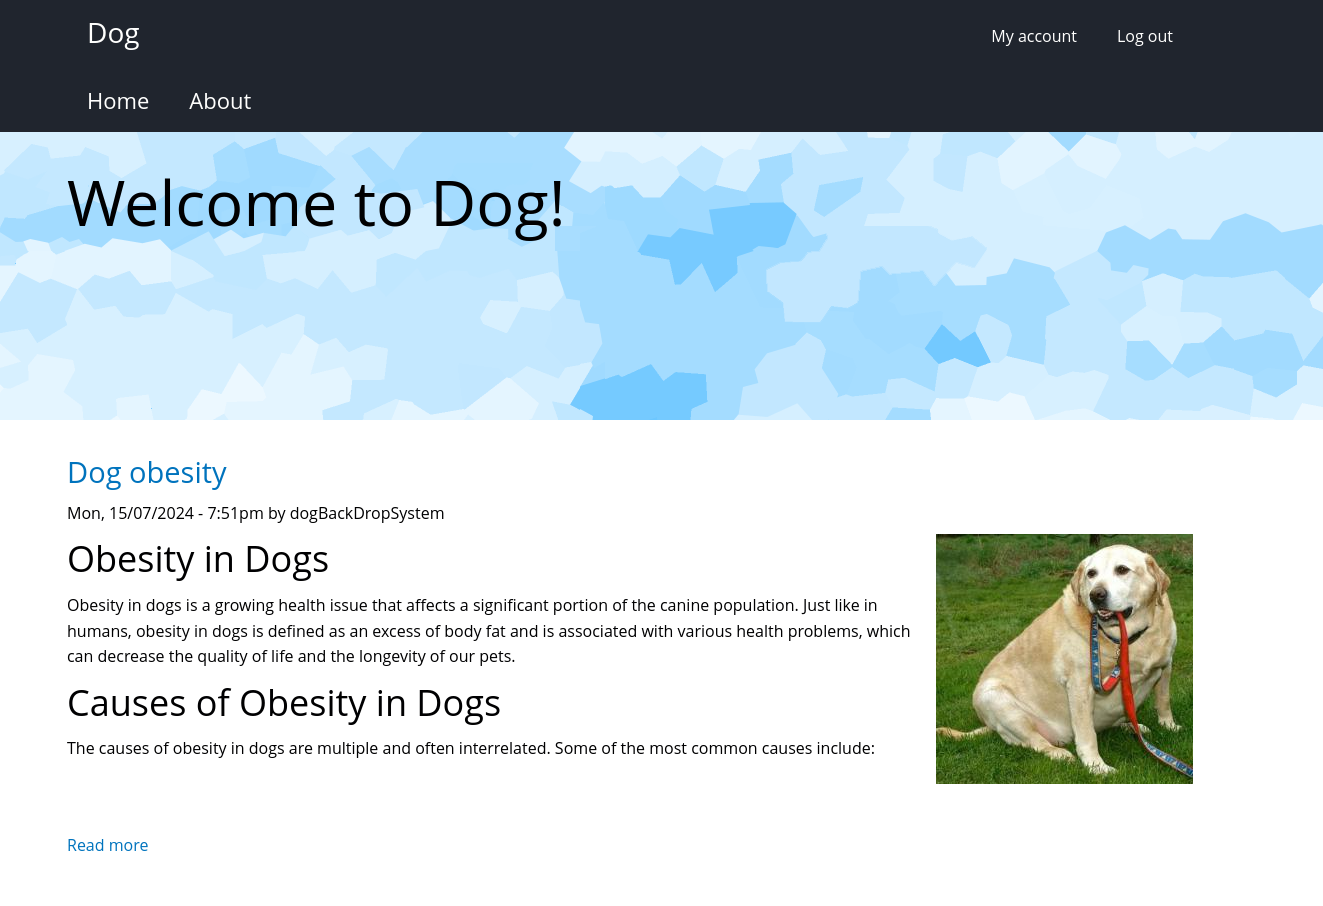 Dog
My account
Log out
Home
About
Welcome to Dog!
Dog obesity
Mon, 15/07/2024 - 7:51pm by dogBackDropSystem
Obesity in Dogs
Obesity in dogs is a growing health issue that affects a significant portion of the canine population. Just like in
humans, obesity in dogs is defined as an excess of body fat and is associated with various health problems, which
can decrease the quality of life and the longevity of our pets.
Causes of Obesity in Dogs
The causes of obesity in dogs are multiple and often interrelated. Some of the most common causes include:
Read more